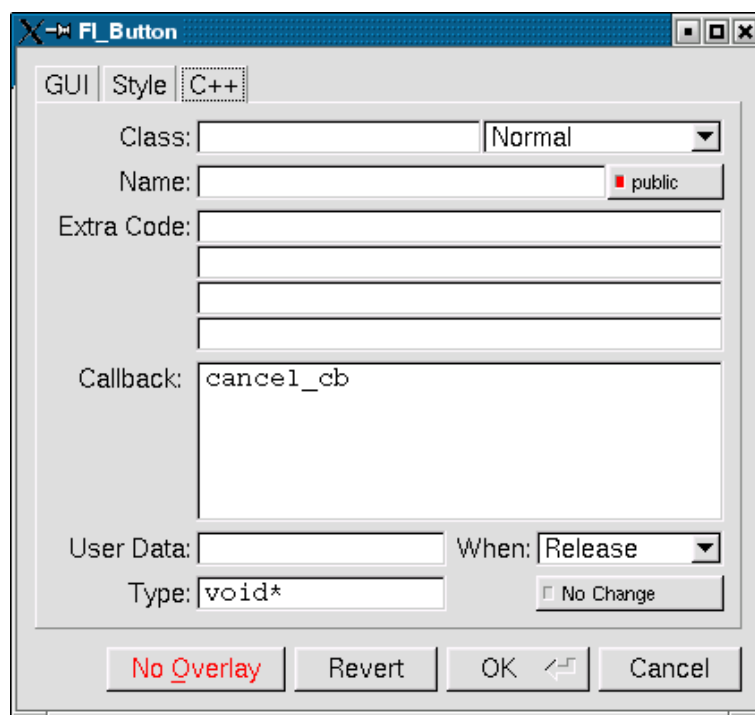 Fl_Button
GUI Style C++
Class: Normal
Name: public
Extra Code:
Callback: cancel_cb
User Data: When: Release
Type: void* No Change
No Overlay Revert OK Cancel